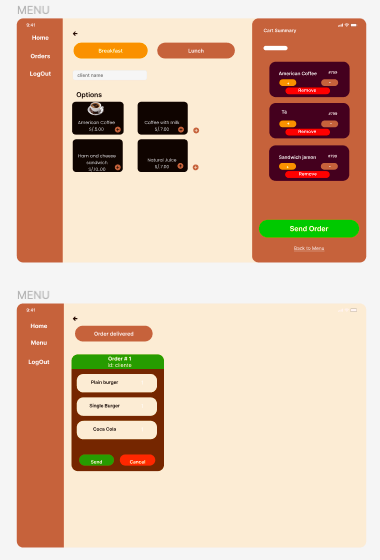 MENU
9:41
Home
Orders
LogOut
Breakfast
Lunch
client name
Options
American Coffee
S/.5.00
Coffee with milk
S/.7.00
Ham and cheese
sandwich
S/.10.00
Natural Juice
S/.7.00
Cart Summary
American Coffee
#799
+
-
Remove
Té
#799
+
-
Remove
Sandwich jamon
#799
+
-
Remove
Send Order
Back to Menu
MENU
9:41
Home
Menu
LogOut
Order delivered
Order # 1
id: cliente
Plain burger
Single Burger
Coca Cola
Send
Cancel